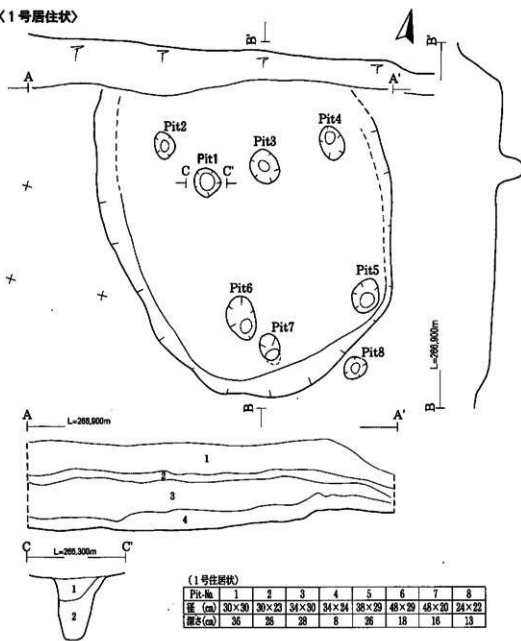 〈1号居住状〉
B
B
A
A'
Pit2
Pit1
Pit3
Pit4
C
C'
Pit6
Pit7
Pit5
Pit8
B
L=266,900m
B
A
L=266,900m
A'
1
2
3
4
C
L=266,300m
C'
1
2
(1号住居状)
Pit-No. 1 2 3 4 5 6 7 8
径 (cm) 30×30 30×23 34×30 34×24 38×29 48×29 48×20 24×22
深さ(cm) 36 28 28 8 26 18 16 13